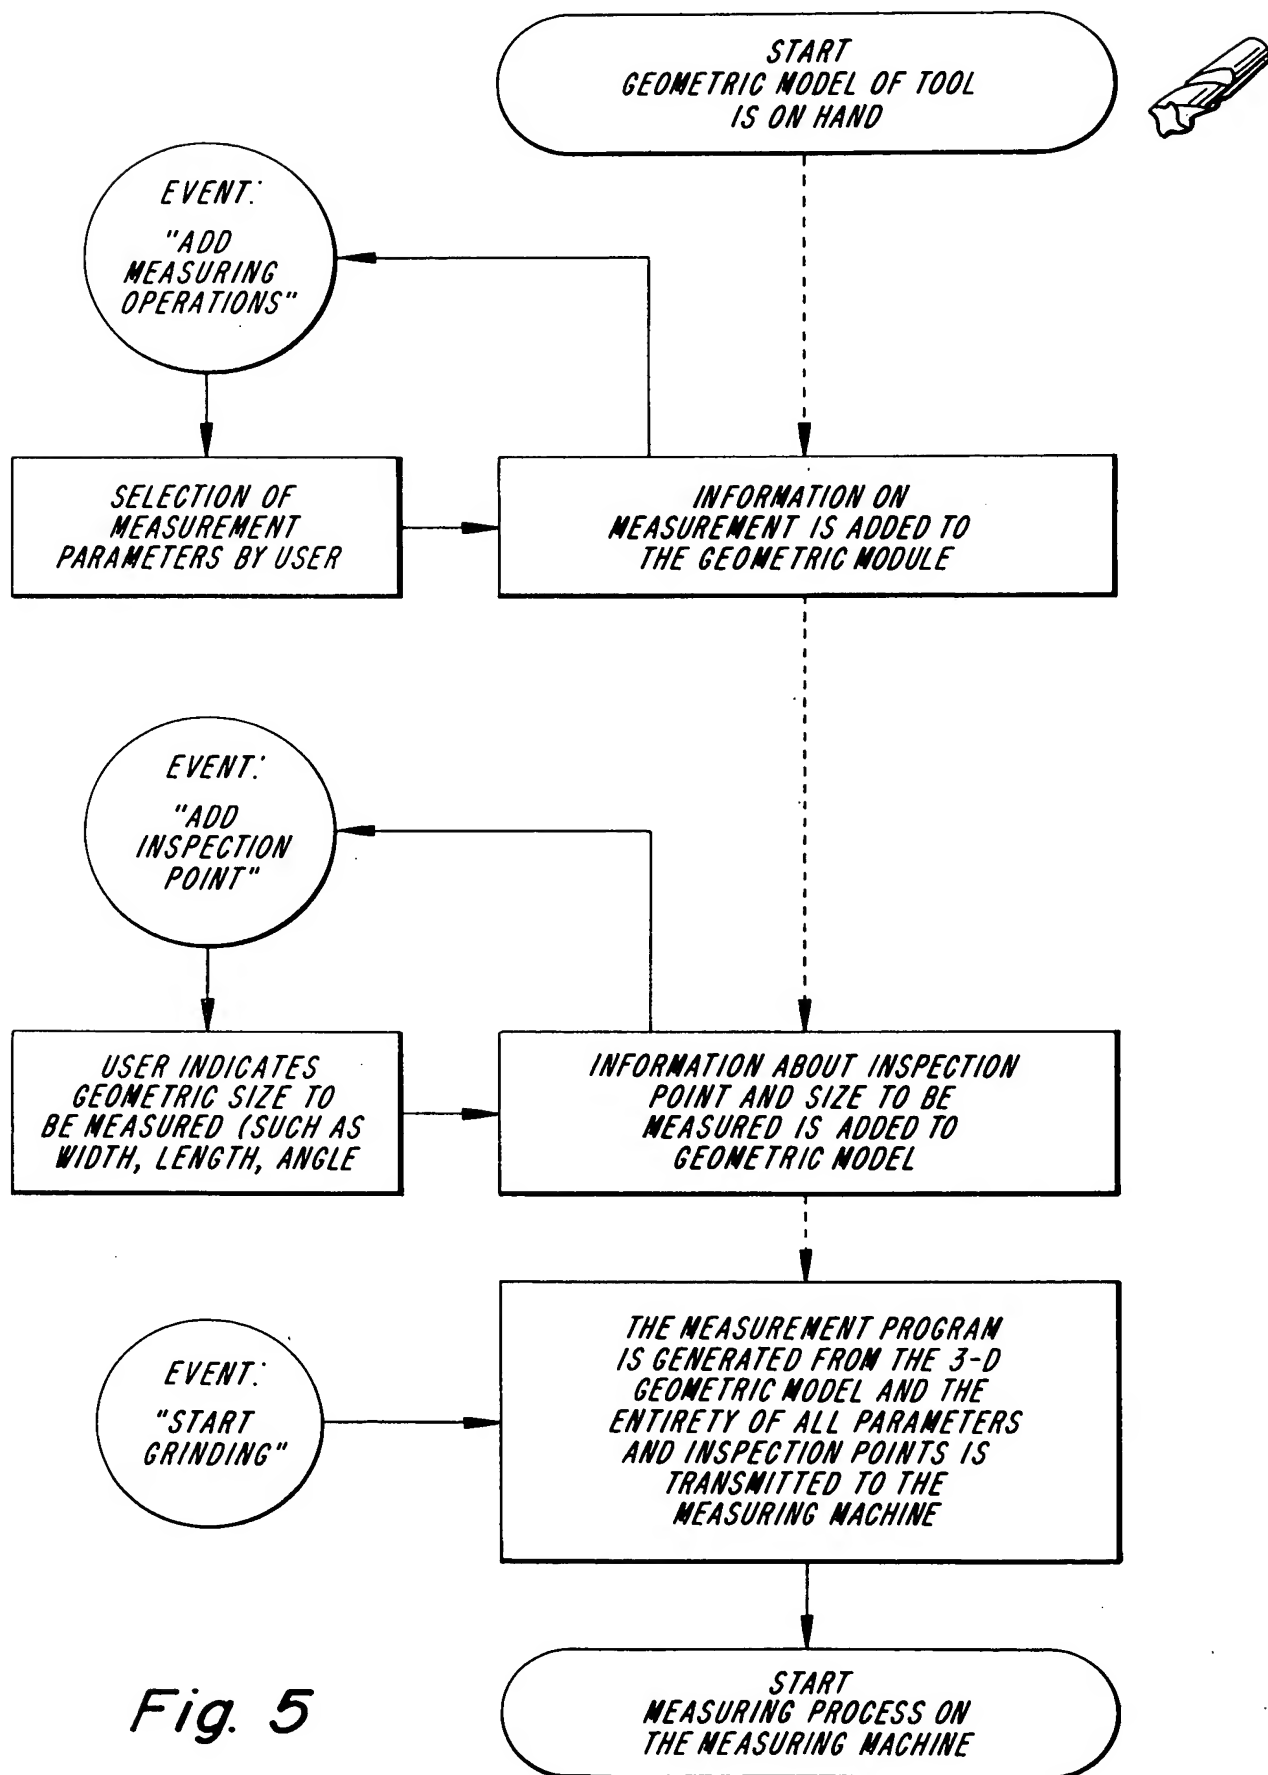 START
GEOMETRIC MODEL OF TOOL
IS ON HAND
EVENT:
"ADD
MEASURING
OPERATIONS"
SELECTION OF
MEASUREMENT
PARAMETERS BY USER
INFORMATION ON
MEASUREMENT IS ADDED TO
THE GEOMETRIC MODULE
EVENT:
"ADD
INSPECTION
POINT"
USER INDICATES
GEOMETRIC SIZE TO
BE MEASURED (SUCH AS
WIDTH, LENGTH, ANGLE
INFORMATION ABOUT INSPECTION
POINT AND SIZE TO BE
MEASURED IS ADDED TO
GEOMETRIC MODEL
EVENT:
"START
GRINDING"
THE MEASUREMENT PROGRAM
IS GENERATED FROM THE 3-D
GEOMETRIC MODEL AND THE
ENTIRETY OF ALL PARAMETERS
AND INSPECTION POINTS IS
TRANSMITTED TO THE
MEASURING MACHINE
START
MEASURING PROCESS ON
THE MEASURING MACHINE
Fig. 5